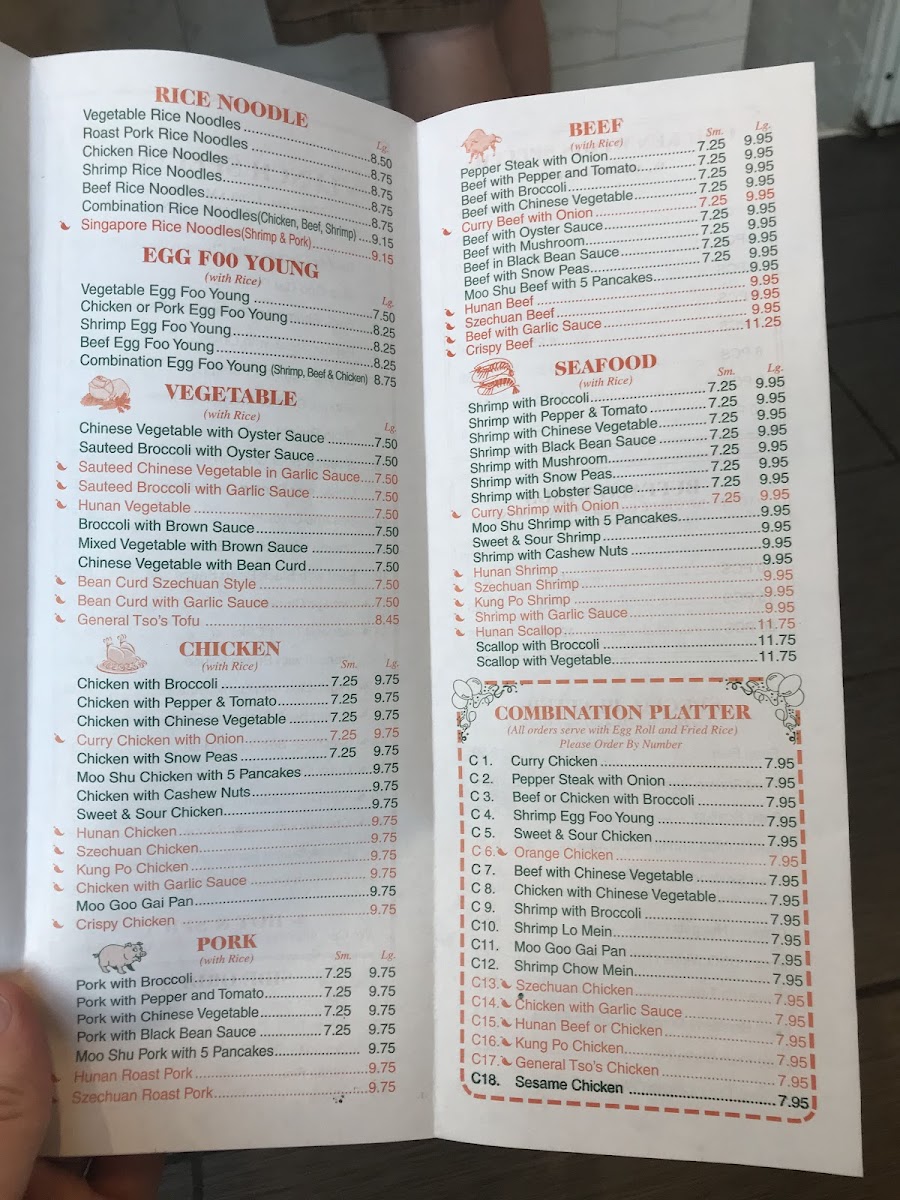 RICE NOODLE
Lg.
Vegetable Rice Noodles ........ 8.50
Roast Pork Rice Noodles ........ 8.75
Chicken Rice Noodles ........ 8.75
Shrimp Rice Noodles ........ 8.75
Beef Rice Noodles ........ 8.75
Combination Rice Noodles(Chicken, Beef, Shrimp) .... 9.15
Singapore Rice Noodles(Shrimp & Pork) ........ 9.15
EGG FOO YOUNG
(with Rice)
Lg.
Vegetable Egg Foo Young ........ 7.50
Chicken or Pork Egg Foo Young ........ 8.25
Shrimp Egg Foo Young ........ 8.25
Beef Egg Foo Young ........ 8.25
Combination Egg Foo Young (Shrimp, Beef & Chicken) 8.75
VEGETABLE
(with Rice)
Lg.
Chinese Vegetable with Oyster Sauce ........ 7.50
Sauteed Broccoli with Oyster Sauce ........ 7.50
Sauteed Chinese Vegetable in Garlic Sauce.... 7.50
Sauteed Broccoli with Garlic Sauce ........ 7.50
Hunan Vegetable ........ 7.50
Broccoli with Brown Sauce ........ 7.50
Mixed Vegetable with Brown Sauce ........ 7.50
Chinese Vegetable with Bean Curd ........ 7.50
Bean Curd Szechuan Style ........ 7.50
Bean Curd with Garlic Sauce ........ 7.50
General Tso's Tofu ........ 8.45
CHICKEN
(with Rice)
Sm. Lg.
Chicken with Broccoli ........ 7.25 9.75
Chicken with Pepper & Tomato ........ 7.25 9.75
Chicken with Chinese Vegetable ........ 7.25 9.75
Curry Chicken with Onion ........ 7.25 9.75
Chicken with Snow Peas ........ 7.25 9.75
Moo Shu Chicken with 5 Pancakes ........ 9.75
Chicken with Cashew Nuts ........ 9.75
Sweet & Sour Chicken ........ 9.75
Hunan Chicken ........ 9.75
Szechuan Chicken ........ 9.75
Kung Po Chicken ........ 9.75
Chicken with Garlic Sauce ........ 9.75
Moo Goo Gai Pan ........ 9.75
Crispy Chicken ........ 9.75
PORK
(with Rice)
Sm. Lg.
Pork with Broccoli ........ 7.25 9.75
Pork with Pepper and Tomato ........ 7.25 9.75
Pork with Chinese Vegetable ........ 7.25 9.75
Pork with Black Bean Sauce ........ 7.25 9.75
Moo Shu Pork with 5 Pancakes ........ 9.75
Hunan Roast Pork ........ 9.75
Szechuan Roast Pork ........ 9.75
BEEF
(with Rice)
Sm. Lg.
Pepper Steak with Onion ........ 7.25 9.95
Beef with Pepper and Tomato ........ 7.25 9.95
Beef with Broccoli ........ 7.25 9.95
Beef with Chinese Vegetable ........ 7.25 9.95
Curry Beef with Onion ........ 7.25 9.95
Beef with Oyster Sauce ........ 7.25 9.95
Beef with Mushroom ........ 7.25 9.95
Beef in Black Bean Sauce ........ 7.25 9.95
Beef with Snow Peas ........ 7.25 9.95
Moo Shu Beef with 5 Pancakes ........ 9.95
Hunan Beef ........ 9.95
Szechuan Beef ........ 9.95
Beef with Garlic Sauce ........ 9.95
Crispy Beef ........ 11.25
SEAFOOD
(with Rice)
Sm. Lg.
Shrimp with Broccoli ........ 7.25 9.95
Shrimp with Pepper & Tomato ........ 7.25 9.95
Shrimp with Chinese Vegetable ........ 7.25 9.95
Shrimp with Black Bean Sauce ........ 7.25 9.95
Shrimp with Mushroom ........ 7.25 9.95
Shrimp with Snow Peas ........ 7.25 9.95
Shrimp with Lobster Sauce ........ 7.25 9.95
Curry Shrimp with Onion ........ 7.25 9.95
Moo Shu Shrimp with 5 Pancakes ........ 9.95
Sweet & Sour Shrimp ........ 9.95
Shrimp with Cashew Nuts ........ 9.95
Hunan Shrimp ........ 9.95
Szechuan Shrimp ........ 9.95
Kung Po Shrimp ........ 9.95
Shrimp with Garlic Sauce ........ 9.95
Hunan Scallop ........ 11.75
Scallop with Broccoli ........ 11.75
Scallop with Vegetable ........ 11.75
COMBINATION PLATTER
(All orders serve with Egg Roll and Fried Rice)
Please Order By Number
C 1. Curry Chicken ........ 7.95
C 2. Pepper Steak with Onion ........ 7.95
C 3. Beef or Chicken with Broccoli ........ 7.95
C 4. Shrimp Egg Foo Young ........ 7.95
C 5. Sweet & Sour Chicken ........ 7.95
C 6. Orange Chicken ........ 7.95
C 7. Beef with Chinese Vegetable ........ 7.95
C 8. Chicken with Chinese Vegetable ........ 7.95
C 9. Shrimp with Broccoli ........ 7.95
C10. Shrimp Lo Mein ........ 7.95
C11. Moo Goo Gai Pan ........ 7.95
C12. Shrimp Chow Mein ........ 7.95
C13. Szechuan Chicken ........ 7.95
C14. Chicken with Garlic Sauce ........ 7.95
C15. Hunan Beef or Chicken ........ 7.95
C16. Kung Po Chicken ........ 7.95
C17. General Tso's Chicken ........ 7.95
C18. Sesame Chicken ........ 7.95